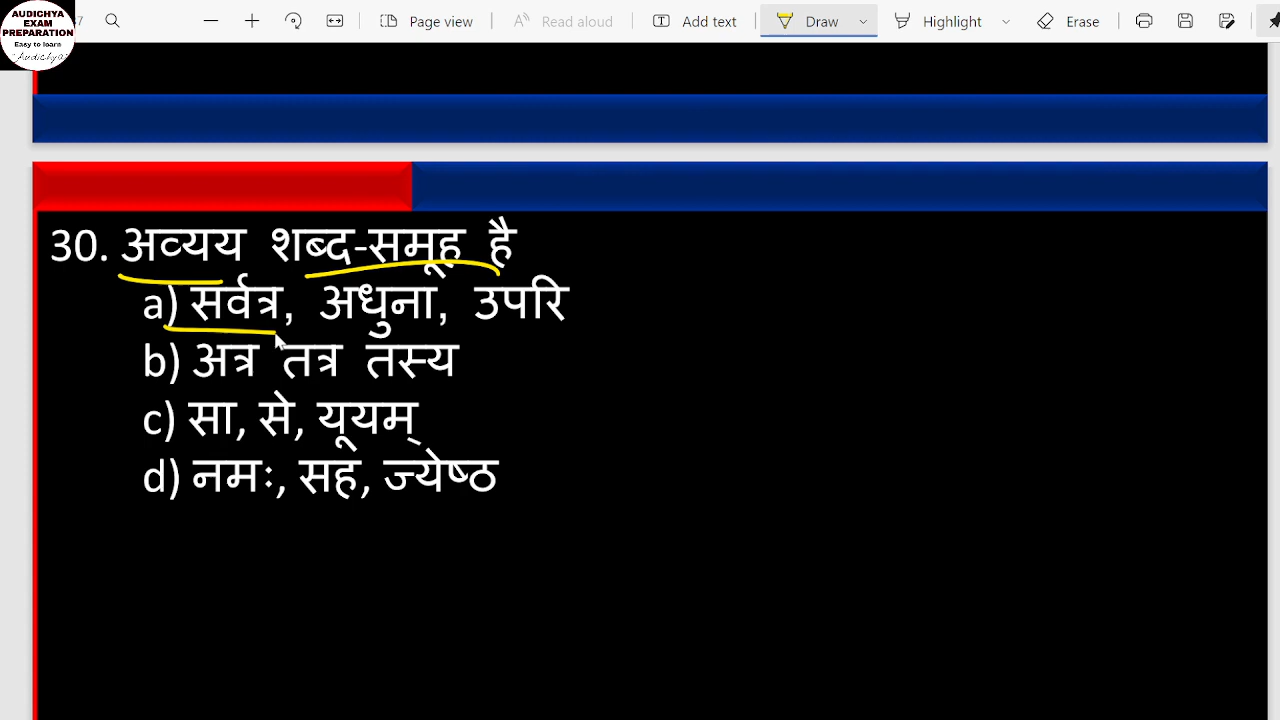 AUDICHYA
EXAM
PREPARATION
Easy to learn
7
Page view
Read aloud
Add text
Draw
Highlight
Erase
30. अव्यय शब्द-समूह है
a) सर्वत्र, अधुना, उपरि
b) अत्र तत्र तस्य
c) सा, से, यूयम्
d) नमः, सह, ज्येष्ठ